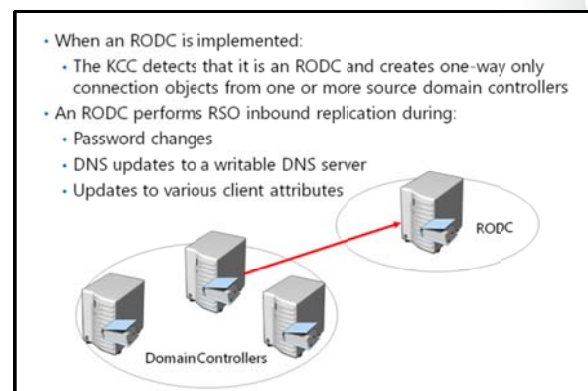 • When an RODC is implemented:
• The KCC detects that it is an RODC and creates one-way only
connection objects from one or more source domain controllers
• An RODC performs RSO inbound replication during:
• Password changes
• DNS updates to a writable DNS server
• Updates to various client attributes
RODC
DomainControllers